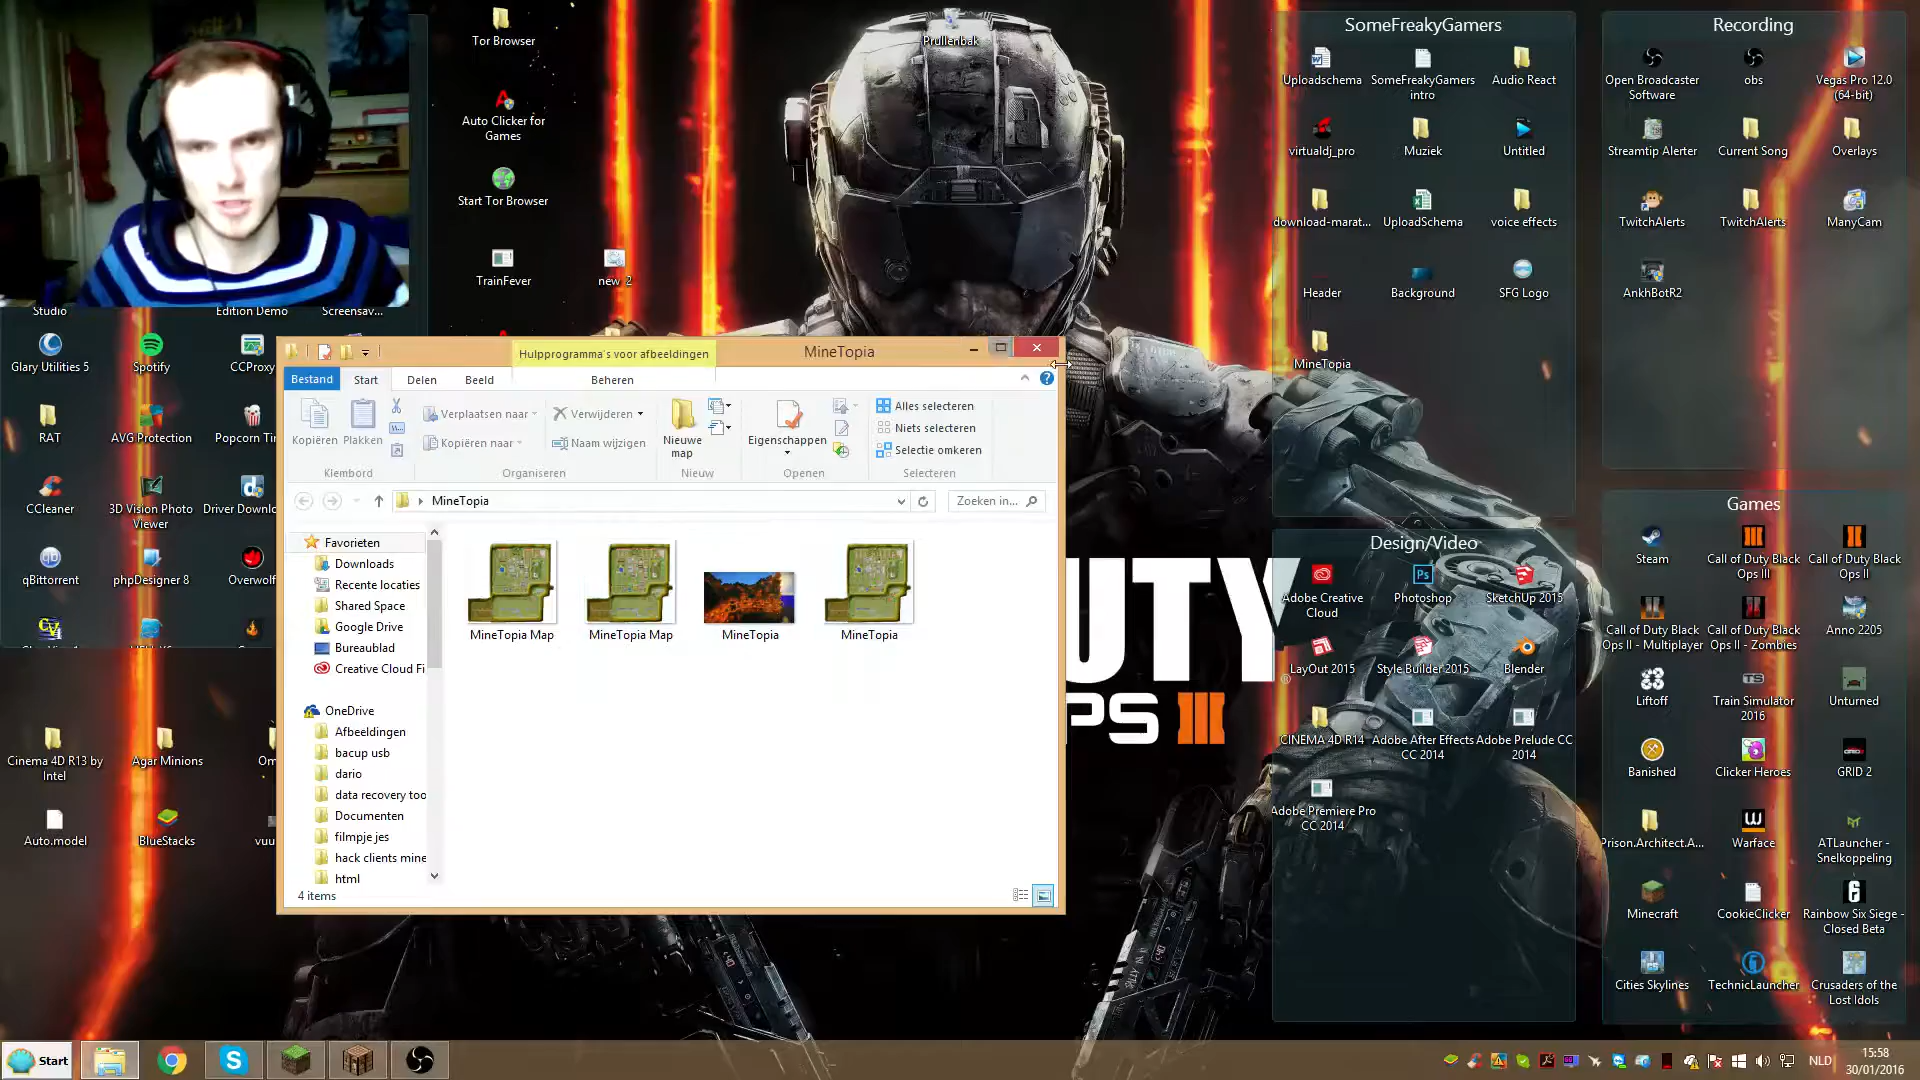 Tor Browser
Auto Clicker for
Games
Start Tor Browser
TrainFever
new 2
Prullenbak
SomeFreakyGamers
Uploadschema
SomeFreakyGamers
intro
Audio React
virtualdj_pro
Muziek
Untitled
download-marat...
UploadSchema
voice effects
Header
Background
SFG Logo
MineTopia
Recording
Open Broadcaster
Software
obs
Vegas Pro 12.0
(64-bit)
Streamtip Alerter
Current Song
Overlays
TwitchAlerts
TwitchAlerts
ManyCam
AnkhBotR2
Studio
Edition Demo
Screensav...
Glary Utilities 5
Spotify
CCProxy
RAT
AVG Protection
Popcorn Ti
CCleaner
3D Vision Photo
Viewer
Driver Downlo
qBittorrent
phpDesigner 8
Overwolf
Cinema 4D R13 by
Intel
Agar Minions
Om
Auto.model
BlueStacks
vuu
Hulpprogramma's voor afbeeldingen
MineTopia
Bestand
Start
Delen
Beeld
Beheren
Kopiëren
Plakken
Verplaatsen naar
Kopiëren naar
Verwijderen
Naam wijzigen
Nieuwe
map
Eigenschappen
Alles selecteren
Niets selecteren
Selectie omkeren
Klembord
Organiseren
Nieuw
Openen
Selecteren
MineTopia
Zoeken in...
Favorieten
Downloads
Recente locaties
Shared Space
Google Drive
Bureaublad
Creative Cloud Fi
OneDrive
Afbeeldingen
bacup usb
dario
data recovery too
Documenten
filmpje jes
hack clients mine
html
MineTopia Map
MineTopia Map
MineTopia
MineTopia
4 items
UTY
PS III
Design/Video
Adobe Creative
Cloud
Photoshop
SketchUp 2015
LayOut 2015
Style Builder 2015
Blender
CINEMA 4D R14
Adobe After Effects
CC 2014
Adobe Prelude CC
2014
Adobe Premiere Pro
CC 2014
Games
Steam
Call of Duty Black
Ops III
Call of Duty Black
Ops II
Call of Duty Black
Ops II - Multiplayer
Call of Duty Black
Ops II - Zombies
Anno 2205
Liftoff
Train Simulator
2016
Unturned
Banished
Clicker Heroes
GRID 2
Prison.Architect.A...
Warface
ATLauncher -
Snelkoppeling
Minecraft
CookieClicker
Rainbow Six Siege -
Closed Beta
Cities Skylines
TechnicLauncher
Crusaders of the
Lost Idols
Start
NLD
15:58
30/01/2016